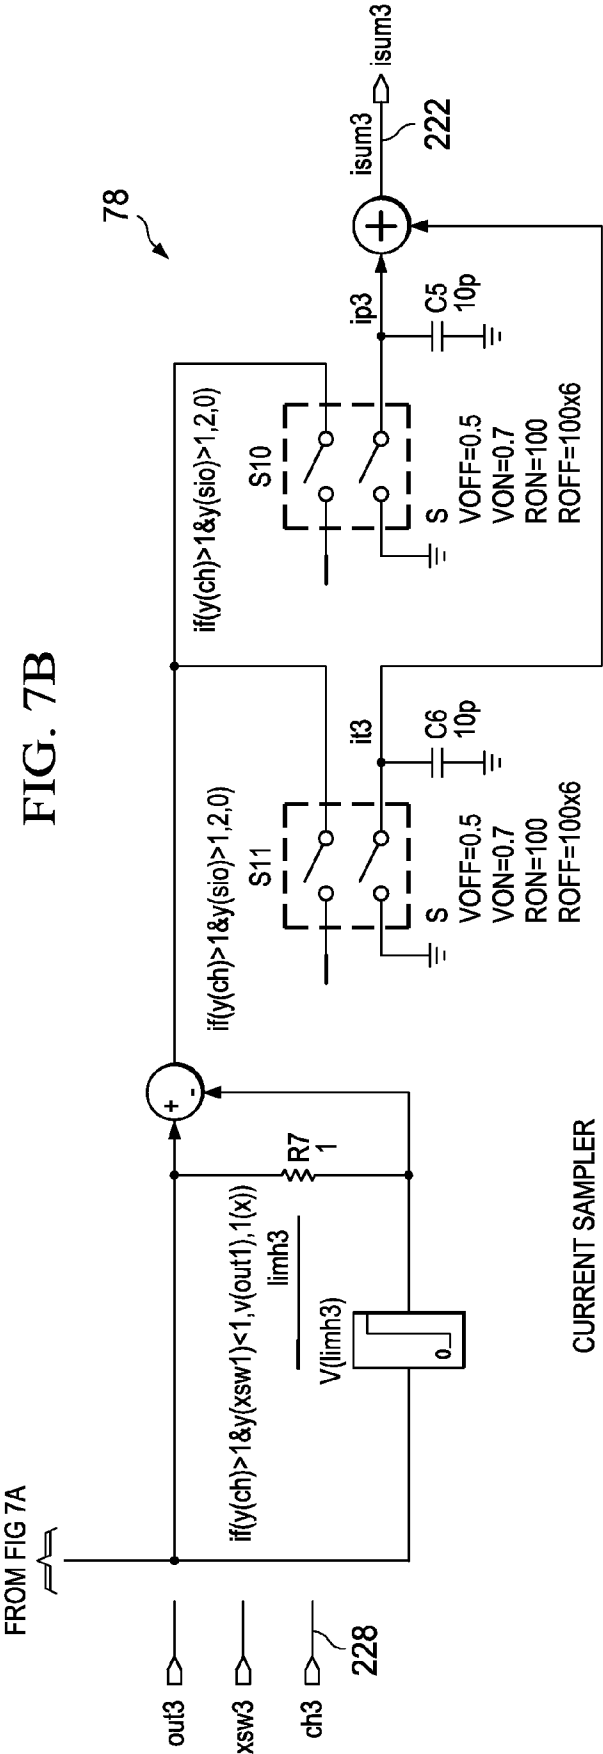 FIG. 7B
78
FROM FIG 7A
out3
xsw3
ch3
228
if(y(ch)>1&y(xsw1)<1,v(out1),1(x))
limh3
R7
1
V(limh3)
0
+
-
if(y(ch)>1&y(sio)>1,2,0)
S11
it3
C6
10p
S
VOFF=0.5
VON=0.7
RON=100
ROFF=100x6
if(y(ch)>1&y(sio)>1,2,0)
S10
ip3
C5
10p
S
VOFF=0.5
VON=0.7
RON=100
ROFF=100x6
+
isum3
222
isum3
CURRENT SAMPLER